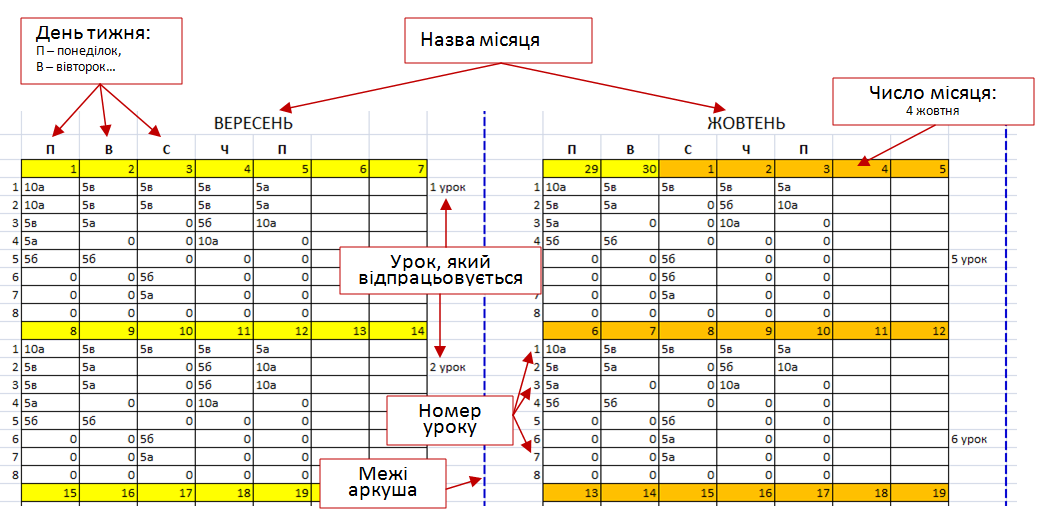 День тижня:
П – понеділок,
В – вівторок...
Назва місяця
Число місяця:
4 жовтня
ВЕРЕСЕНЬ
П В С Ч П
1 2 3 4 5 6 7
1 10а 5в 5в 5в 5а 1 урок
2 10а 5в 5в 5в 10а
3 5в 5а 0 5б 10а
4 5а 0 0 10а 0
5 5б 5б 0 0 0
6 0 0 5б 0 0
7 0 0 5а 0 0
8 0 0 0 0 0
8 9 10 11 12 13 14
1 10а 5в 5в 5в 5а
2 5в 5а 0 5б 10а 2 урок
3 5в 5а 0 5б 10а
4 5а 0 0 10а 0
5 5б 5б 0 0 0
6 0 0 5б 0 0
7 0 0 5а 0 0
8 0 0 0 0 0
15 16 17 18 19
Урок, який
відпрацьовується
Номер
уроку
Межі
аркуша
ЖОВТЕНЬ
П В С Ч П
29 30 1 2 3 4 5
1 10а 5в 5в 5в 5а
2 5в 5а 0 5б 10а
3 5а 0 0 10а 0
4 5б 5б 0 0 0
0 0 5б 0 0 5 урок
0 0 5б 0 0
7 0 0 5а 0 0
8 0 0 0 0 0
6 7 8 9 10 11 12
1 10а 5в 5в 5в 5а
2 5в 5а 0 5б 10а
3 5а 0 0 10а 0
4 5б 5б 0 0 0
5 0 0 5б 0 0
6 0 0 5а 0 0 6 урок
7 0 0 5а 0 0
8 0 0 0 0 0
13 14 15 16 17 18 19